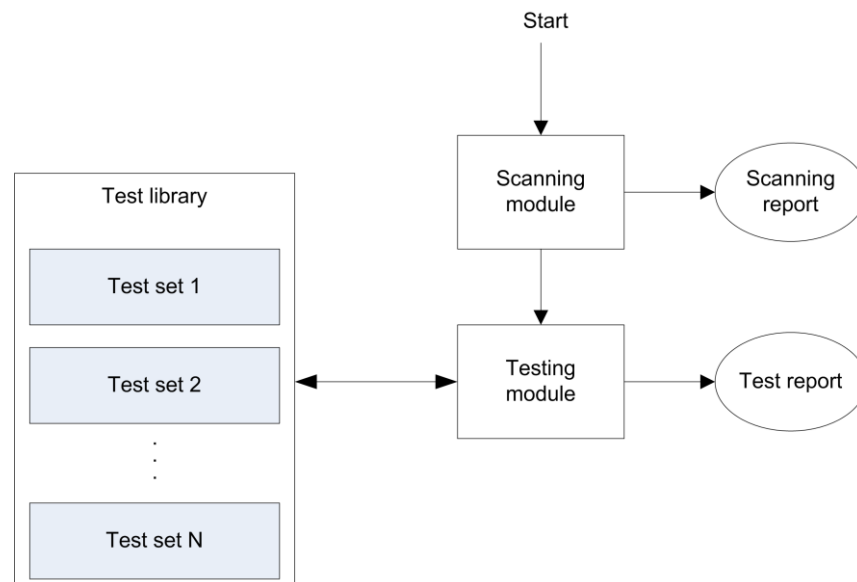 Start
Scanning
module
Scanning
report
Test library
Test set 1
Test set 2
Testing
module
Test report
Test set N